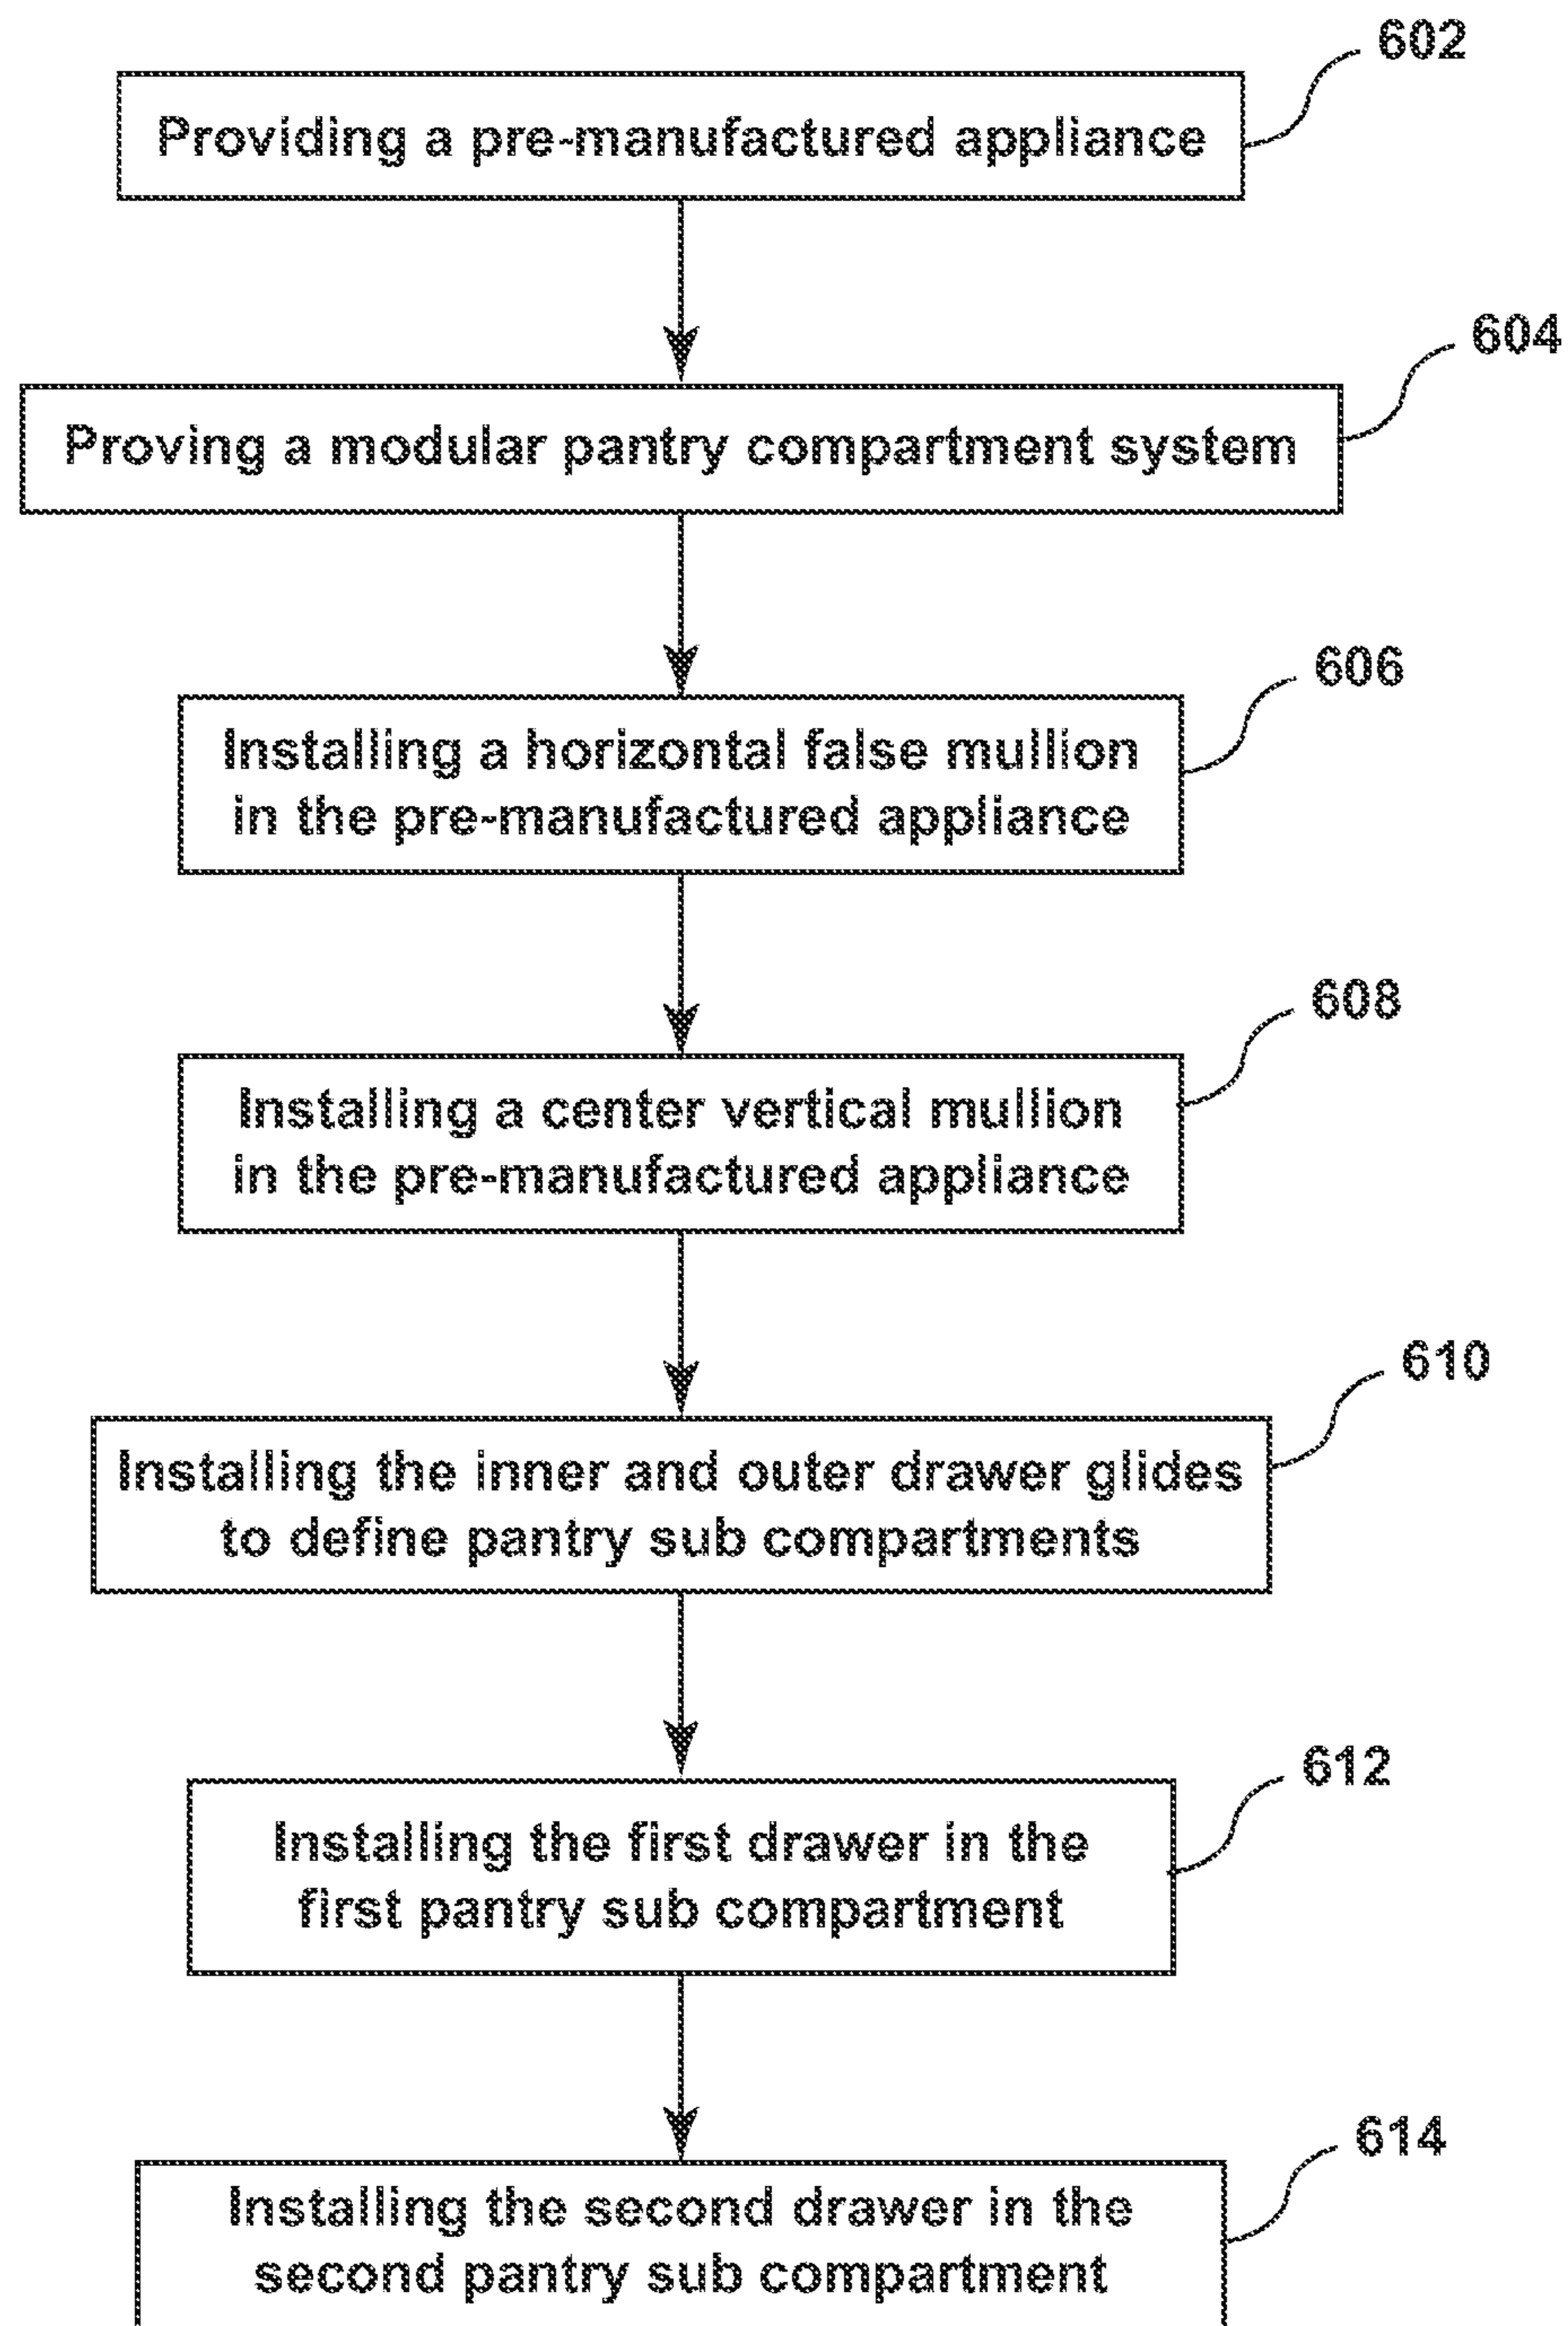 602
Providing a pre-manufactured appliance
604
Proving a modular pantry compartment system
606
Installing a horizontal false mullion
in the pre-manufactured appliance
608
Installing a center vertical mullion
in the pre-manufactured appliance
610
Installing the inner and outer drawer glides
to define pantry sub compartments
612
Installing the first drawer in the
first pantry sub compartment
614
Installing the second drawer in the
second pantry sub compartment